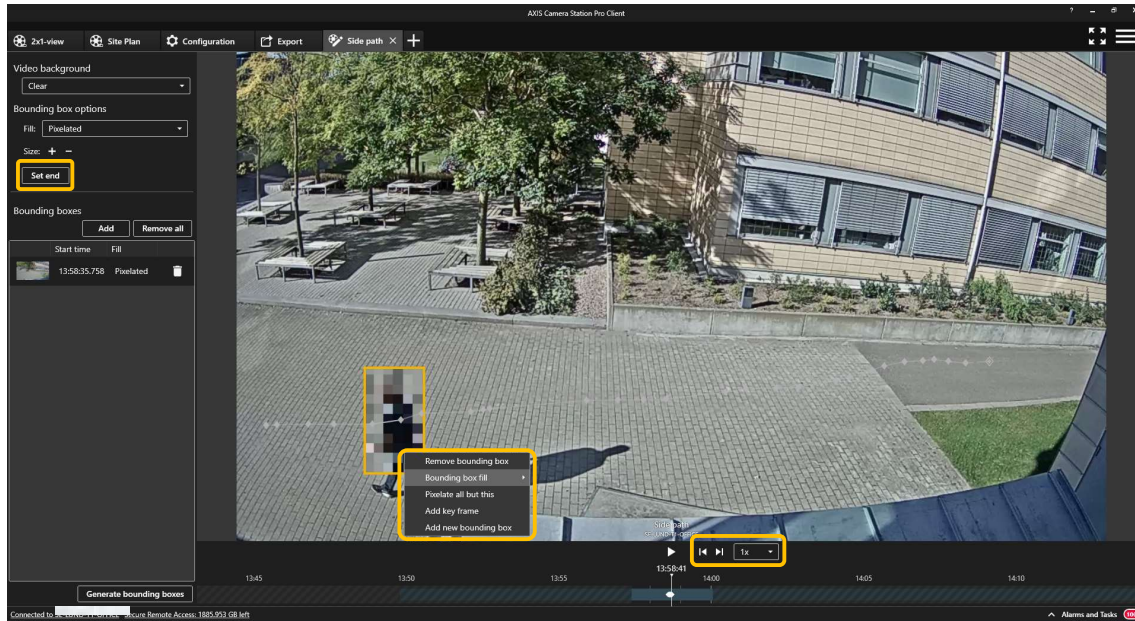 AXIS Camera Station Pro Client
2x1-view
Site Plan
Configuration
Export
Side path
Video background
Clear
Bounding box options
Fill: Pixelated
Size: + −
Set end
Bounding boxes
Add
Remove all
Start time Fill
13:58:35.758 Pixelated
Remove bounding box
Bounding box fill
Pixelate all but this
Add key frame
Add new bounding box
Side path
1x
13:58:41
13:45
13:50
13:55
14:00
14:05
14:10
Generate bounding boxes
Connected to
Secure Remote Access: 1885.953 GB left
Alarms and Tasks